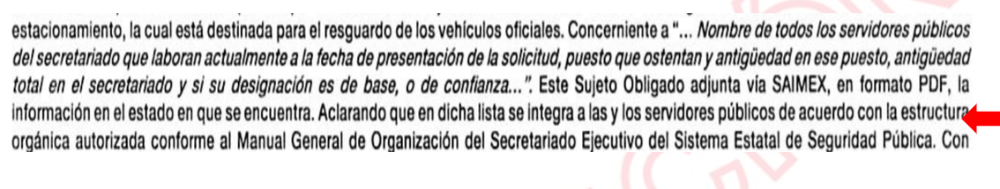 estacionamiento, la cual está destinada para el resguardo de los vehículos oficiales. Concerniente a "... Nombre de todos los servidores públicos
del secretariado que laboran actualmente a la fecha de presentación de la solicitud, puesto que ostentan y antigüedad en ese puesto, antigüedad
total en el secretariado y si su designación es de base, o de confianza...". Este Sujeto Obligado adjunta vía SAIMEX, en formato PDF, la
información en el estado en que se encuentra. Aclarando que en dicha lista se integra a las y los servidores públicos de acuerdo con la estructura
orgánica autorizada conforme al Manual General de Organización del Secretariado Ejecutivo del Sistema Estatal de Seguridad Pública. Con